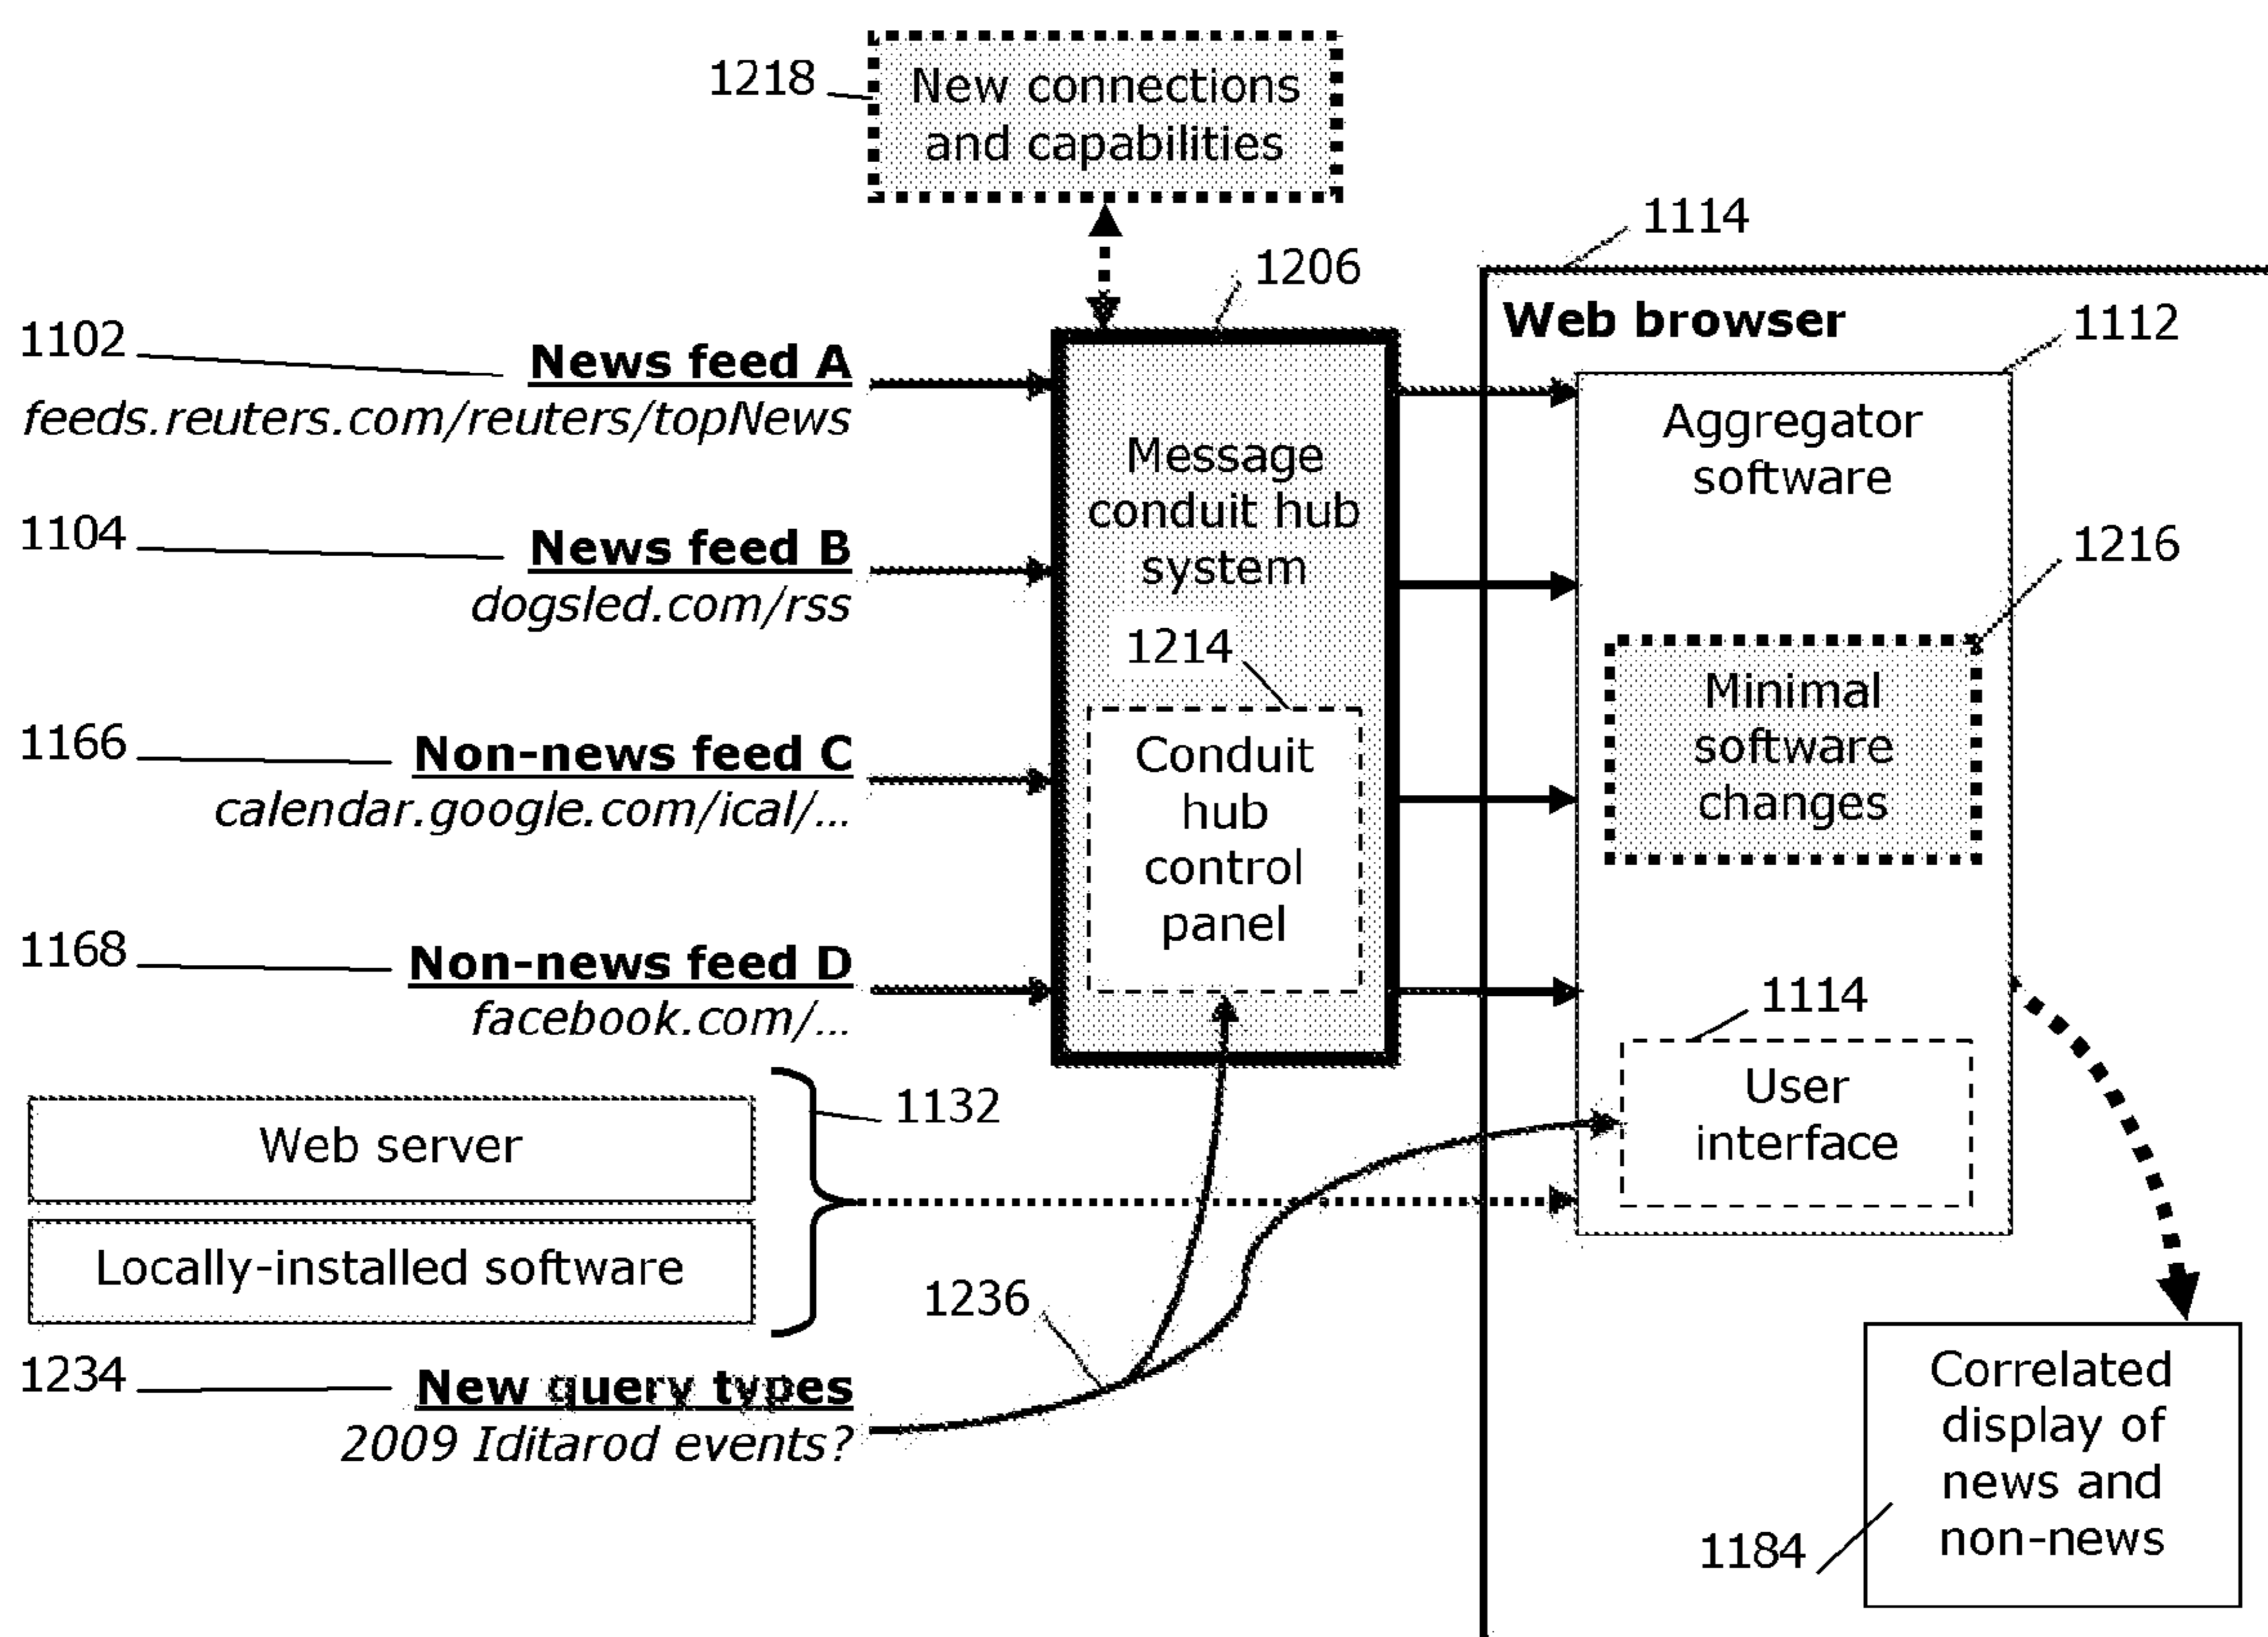 1218
New connections
and capabilities
1114
1206
Web browser
1112
1102
News feed A
feeds.reuters.com/reuters/topNews
Aggregator
software
Message
conduit hub
system
1104
News feed B
dogsled.com/rss
1216
1214
Minimal
software
changes
1166
Non-news feed C
calendar.google.com/ical/...
Conduit
hub
control
panel
1168
Non-news feed D
facebook.com/...
1114
User
interface
1132
Web server
Locally-installed software
1236
1234
New query types
2009 Iditarod events?
Correlated
display of
news and
non-news
1184